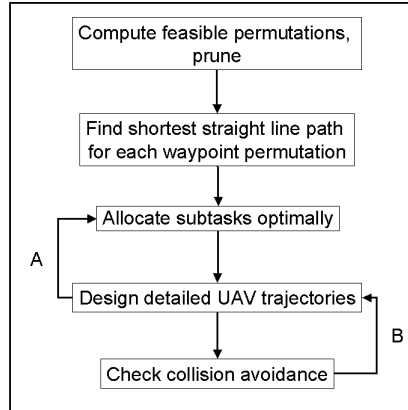 Compute feasible permutations,
prune
Find shortest straight line path
for each waypoint permutation
Allocate subtasks optimally
A
Design detailed UAV trajectories
B
Check collision avoidance